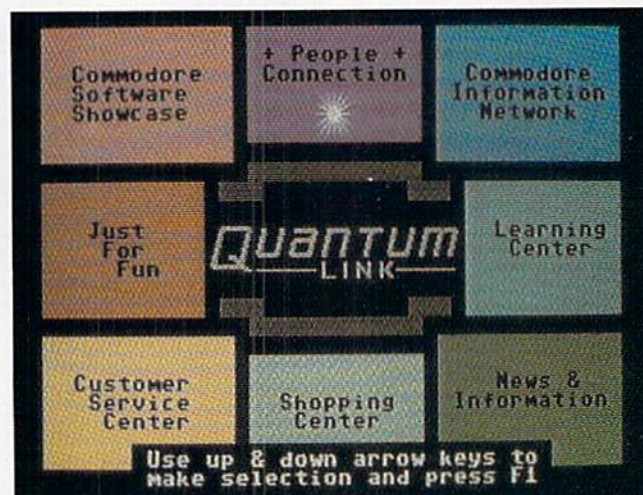 Commodore
Software
Showcase
+ People +
Connection
Commodore
Information
Network
Just
For
Fun
Quantum
LINK
Learning
Center
Customer
Service
Center
Shopping
Center
News &
Information
Use up & down arrow keys to
make selection and press F1